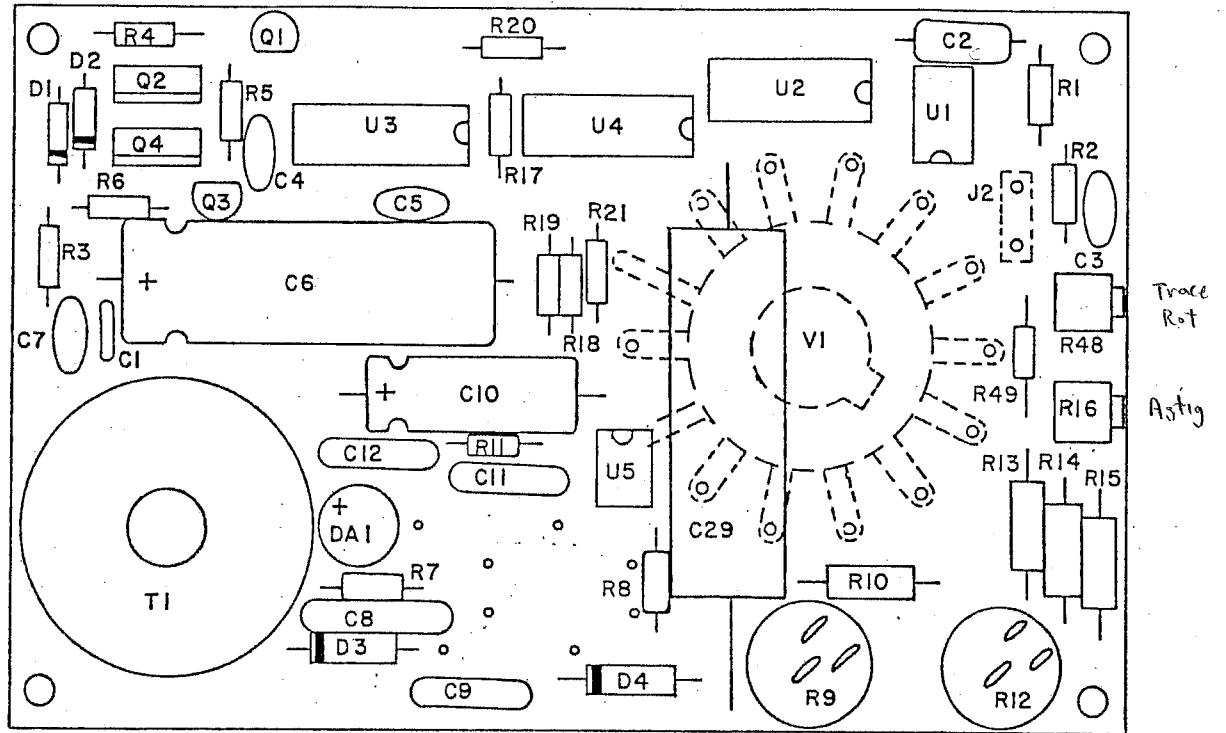 R4
Q1
R20
C2
D2
D1
Q2
R5
U2
R1
U3
U4
U1
Q4
C4
R17
R2
R6
Q3
C5
J2
R19
R21
R3
+
C6
C3
Trace
Rot
C7
C1
R18
V1
R48
+
C10
R49
R16
Astig
C12
R11
C11
U5
R13
R14
R15
+
DA1
C29
R7
R8
R10
T1
C8
D3
D4
C9
R9
R12